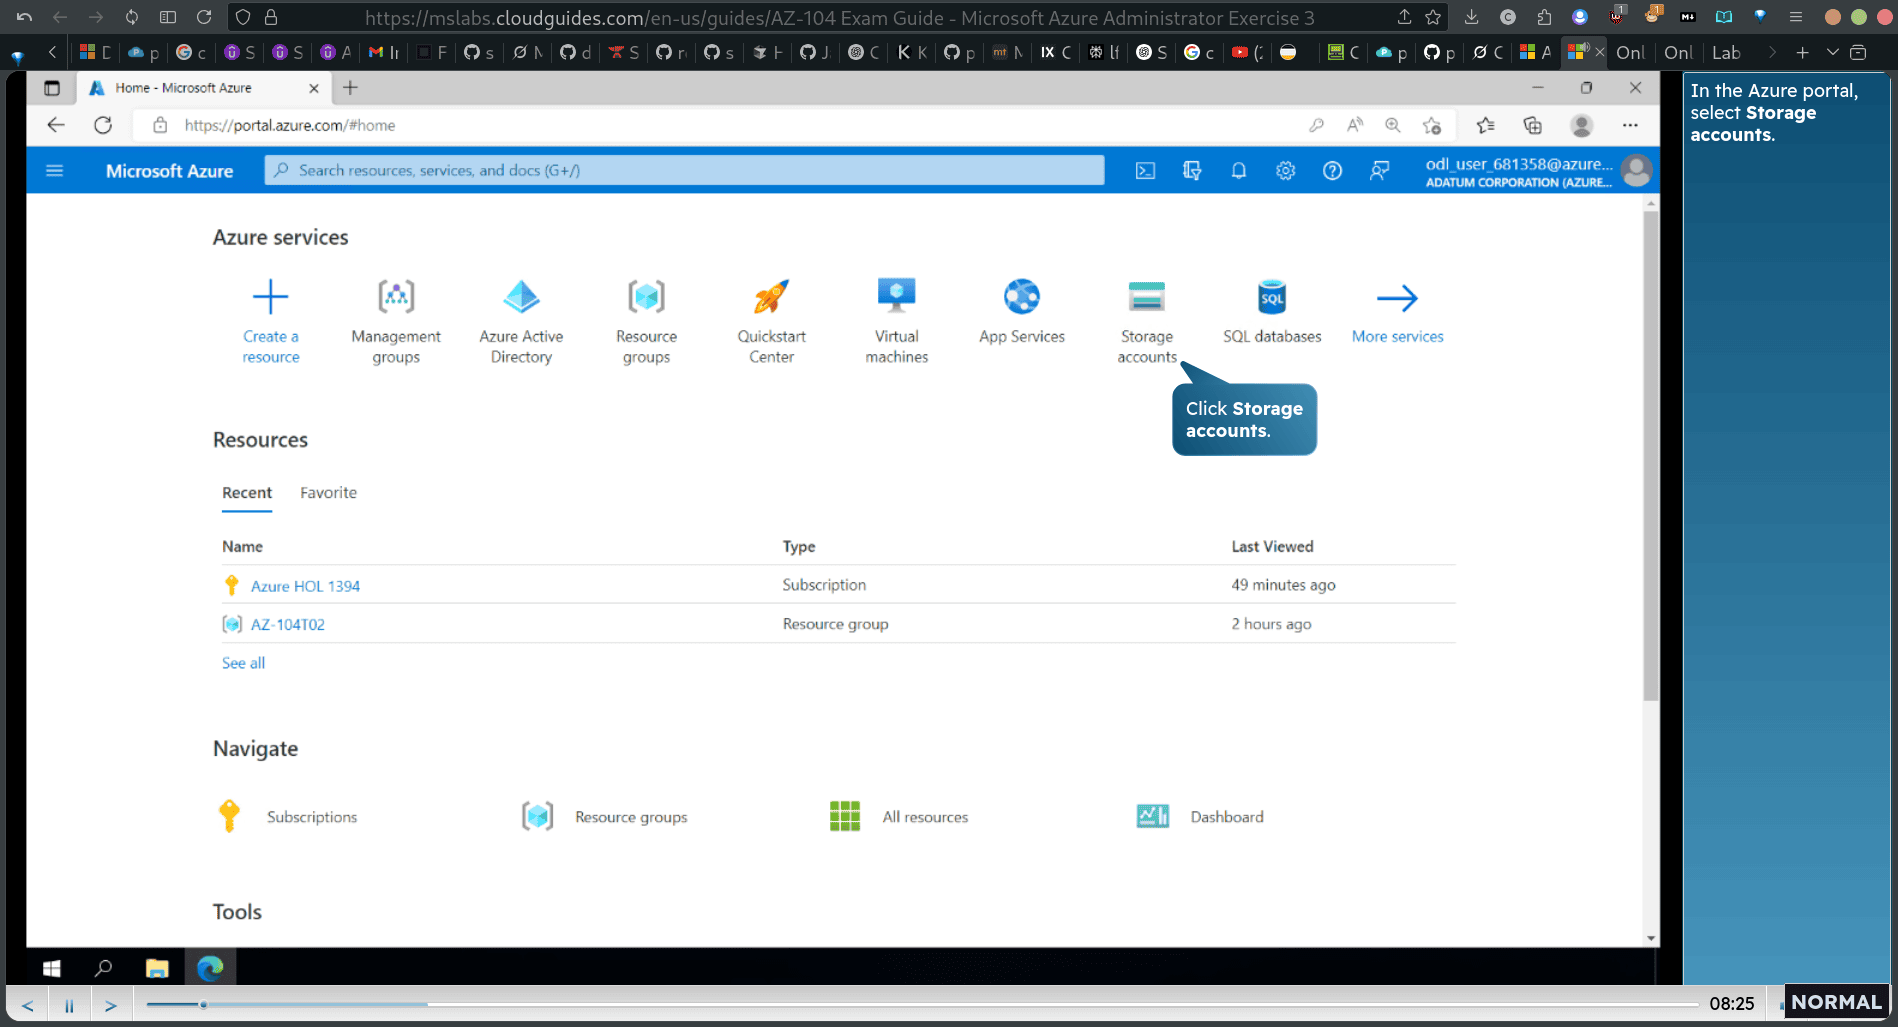 https://mslabs.cloudguides.com/en-us/guides/AZ-104 Exam Guide - Microsoft Azure Administrator Exercise 3
Onl
Onl
Lab
Home - Microsoft Azure
https://portal.azure.com/#home
Microsoft Azure
Search resources, services, and docs (G+/)
odl_user_681358@azure...
ADATUM CORPORATION (AZURE...
In the Azure portal,
select Storage
accounts.
Azure services
Create a
resource
Management
groups
Azure Active
Directory
Resource
groups
Quickstart
Center
Virtual
machines
App Services
Storage
accounts
SQL
SQL databases
More services
Click Storage
accounts.
Resources
Recent
Favorite
Name
Type
Last Viewed
Azure HOL 1394
Subscription
49 minutes ago
AZ-104T02
Resource group
2 hours ago
See all
Navigate
Subscriptions
Resource groups
All resources
Dashboard
Tools
08:25
NORMAL